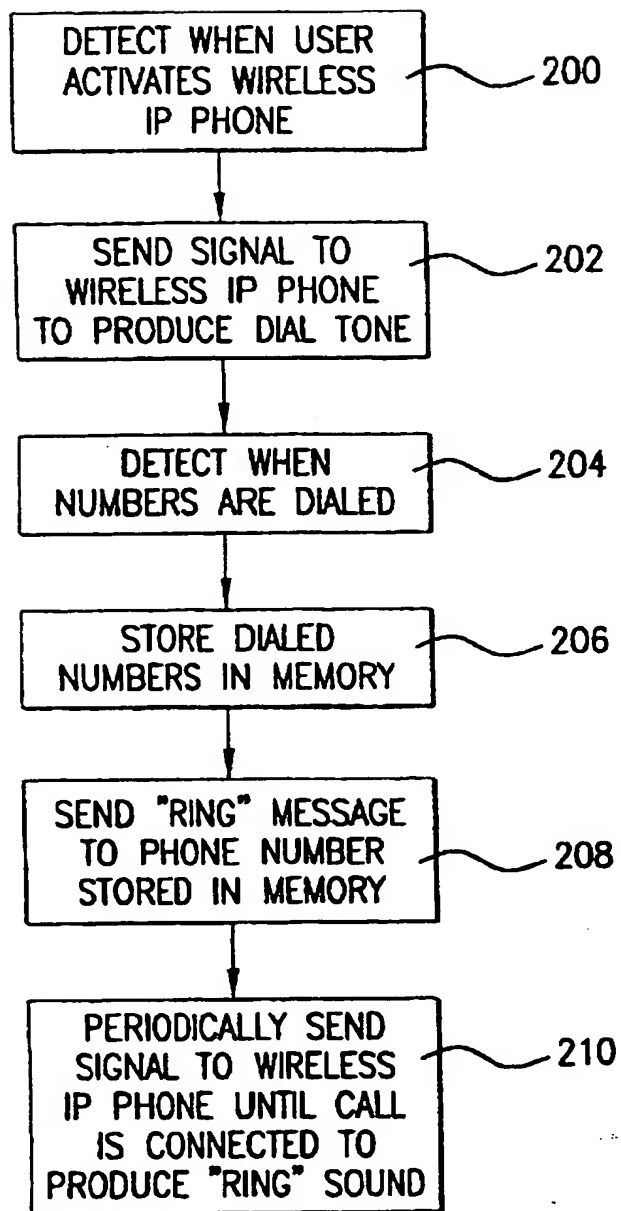 DETECT WHEN USER
ACTIVATES WIRELESS
IP PHONE
200
SEND SIGNAL TO
WIRELESS IP PHONE
TO PRODUCE DIAL TONE
202
DETECT WHEN
NUMBERS ARE DIALED
204
STORE DIALED
NUMBERS IN MEMORY
206
SEND "RING" MESSAGE
TO PHONE NUMBER
STORED IN MEMORY
208
PERIODICALLY SEND
SIGNAL TO WIRELESS
IP PHONE UNTIL CALL
IS CONNECTED TO
PRODUCE "RING" SOUND
210